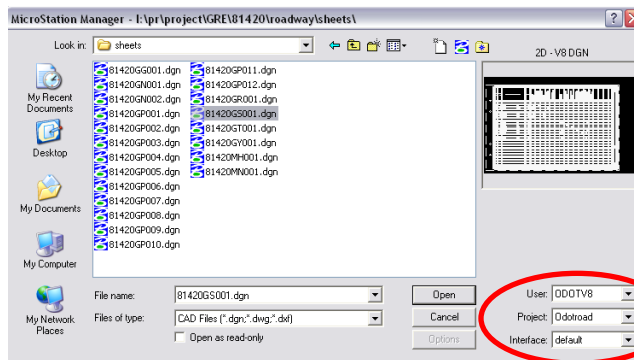 MicroStation Manager - I:\pr\project\GRE\81420\roadway\sheets\
Look in: sheets
2D - V8 DGN
My Recent Documents
Desktop
My Documents
My Computer
My Network Places
81420GG001.dgn
81420GN001.dgn
81420GN002.dgn
81420GP001.dgn
81420GP002.dgn
81420GP003.dgn
81420GP004.dgn
81420GP005.dgn
81420GP006.dgn
81420GP007.dgn
81420GP008.dgn
81420GP009.dgn
81420GP010.dgn
81420GP011.dgn
81420GP012.dgn
81420GR001.dgn
81420GS001.dgn
81420GT001.dgn
81420GY001.dgn
81420MH001.dgn
81420MN001.dgn
File name: 81420GS001.dgn
Files of type: CAD Files (*.dgn;*.dwg;*.dxf)
Open as read-only
Open
Cancel
Options
User: ODOTV8
Project: Odotroad
Interface: default